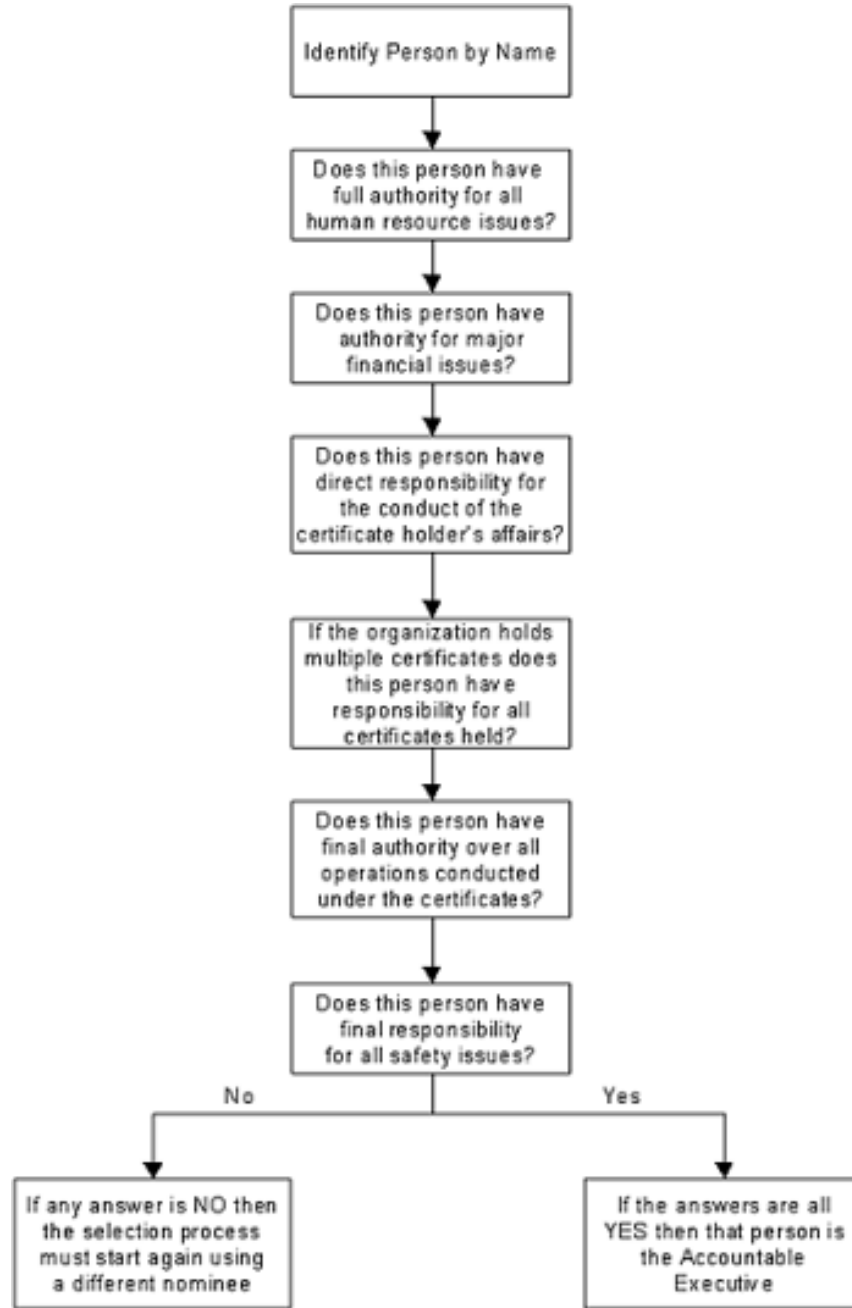 Identify Person by Name
Does this person have
full authority for all
human resource issues?
Does this person have
authority for major
financial issues?
Does this person have
direct responsibility for
the conduct of the
certificate holder's affairs?
If the organization holds
multiple certificates does
this person have
responsibility for all
certificates held?
Does this person have
final authority over all
operations conducted
under the certificates?
Does this person have
final responsibility
for all safety issues?
No
Yes
If any answer is NO then
the selection process
must start again using
a different nominee
If the answers are all
YES then that person is
the Accountable
Executive